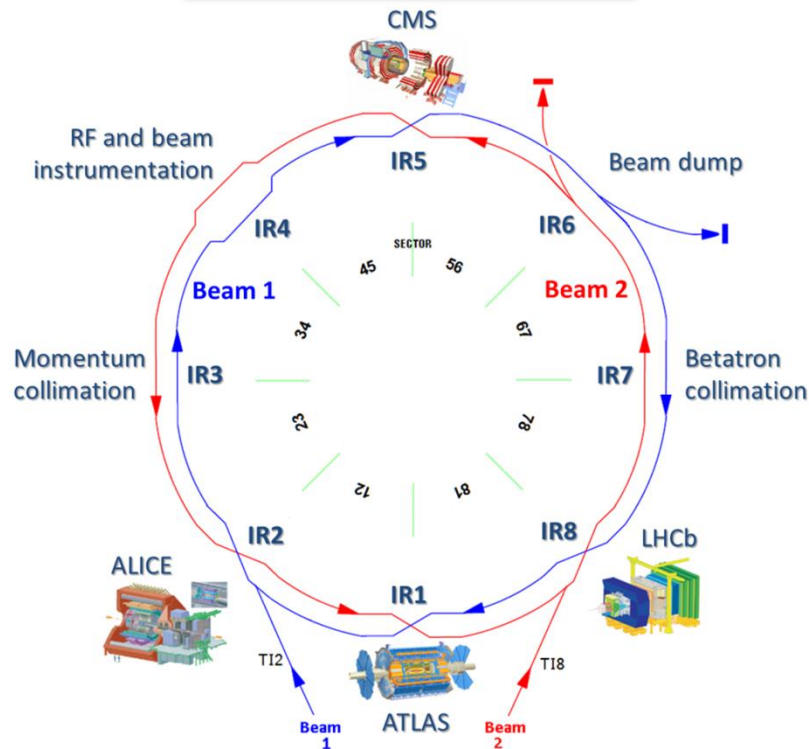 CMS
RF and beam
instrumentation
IR5
Beam dump
IR4
IR6
SECTOR
45
56
Beam 1
Beam 2
34
67
Momentum
collimation
IR3
IR7
Betatron
collimation
23
78
12
81
IR2
IR8
ALICE
LHCb
IR1
TI2
TI8
ATLAS
Beam
1
Beam
2